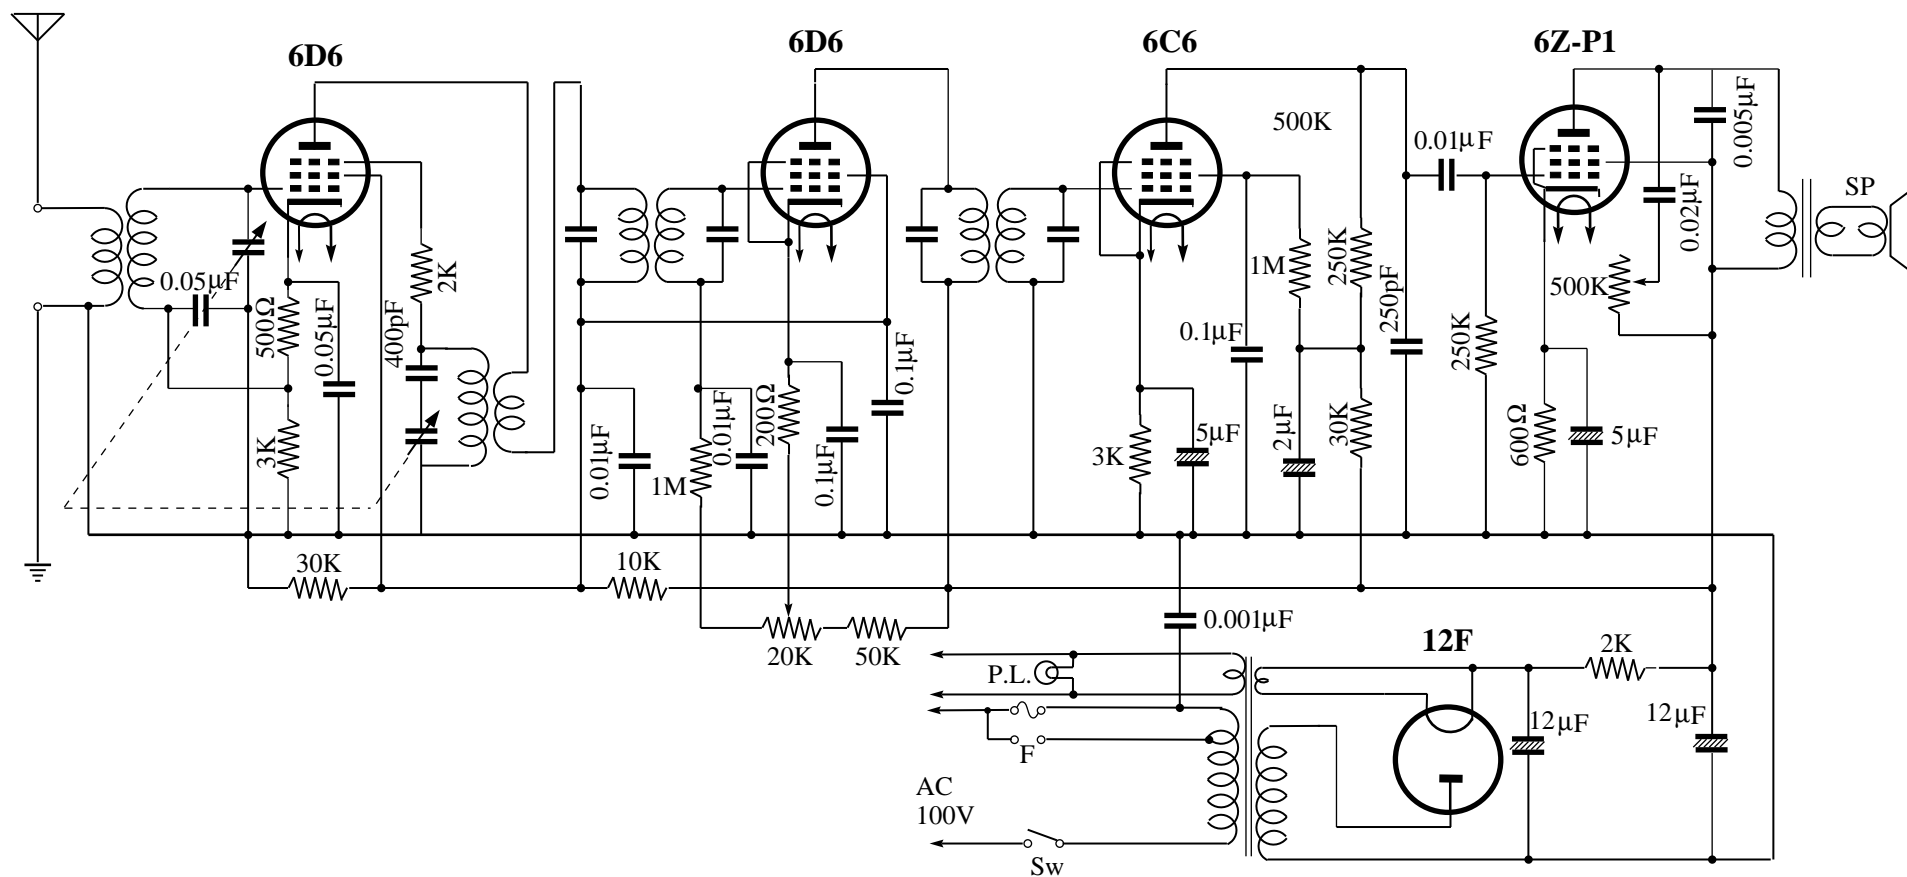 6D6
6D6
6C6
6Z-P1
500K
0.01µF
0.005µF
SP
0.02µF
0.05µF
2K
1M
250K
500K
500Ω
0.05µF
400pF
0.1µF
250pF
250K
0.1µF
3K
0.01µF
1M
0.01µF
200Ω
0.1µF
3K
5µF
2µF
30K
600Ω
5µF
30K
10K
20K
50K
0.001µF
12F
2K
P.L.
F
12µF
12µF
AC
100V
Sw